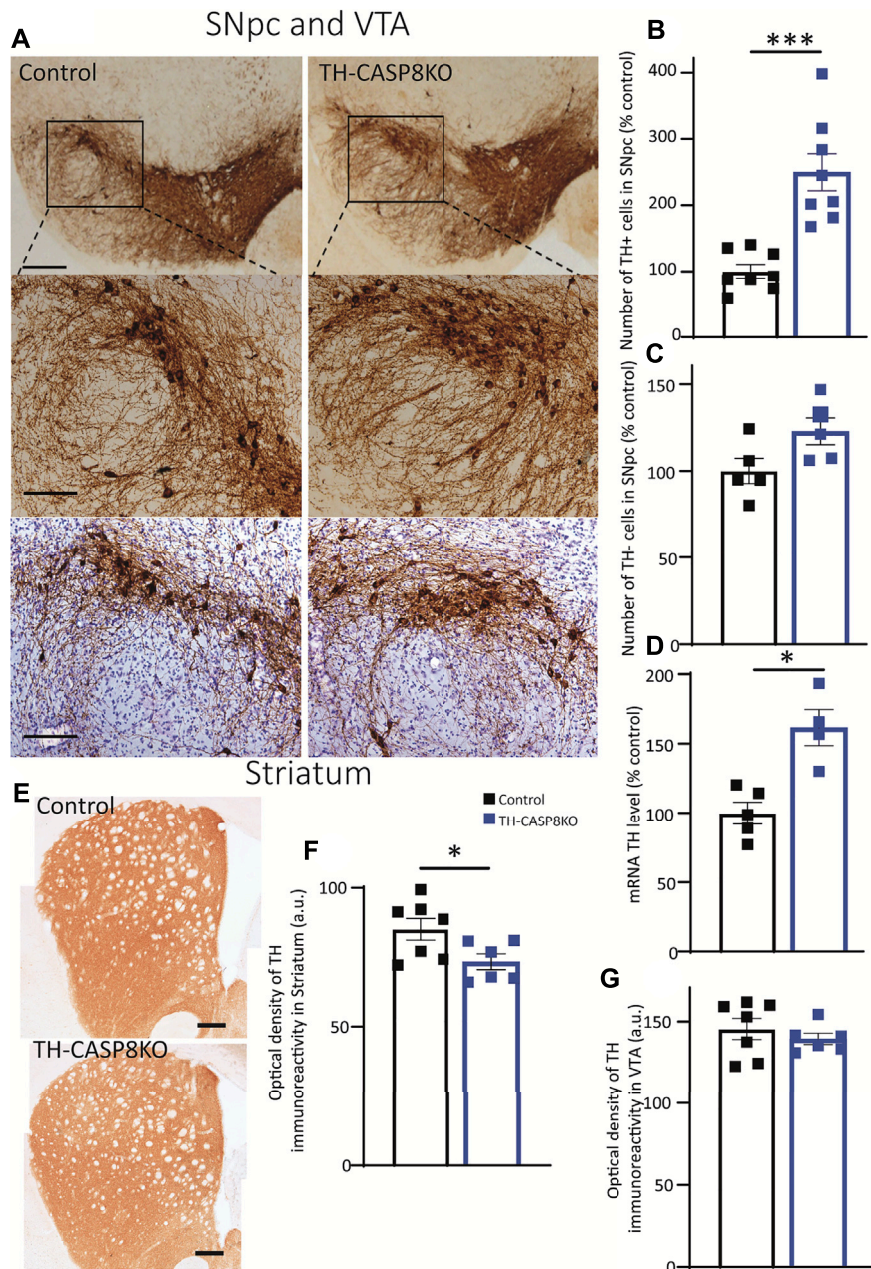 SNpc and VTA
A
Control
TH-CASP8KO
B
***
Number of TH+ cells in SNpc (% control)
400
300
200
100
0
C
Number of TH- cells in SNpc (% control)
150
100
50
0
D
*
mRNA TH level (% control)
200
150
100
50
0
Striatum
E
Control
TH-CASP8KO
Control
TH-CASP8KO
F
*
Optical density of TH
immunoreactivity in Striatum (a.u.)
100
50
0
G
Optical density of TH
immunoreactivity in VTA (a.u.)
150
100
50
0